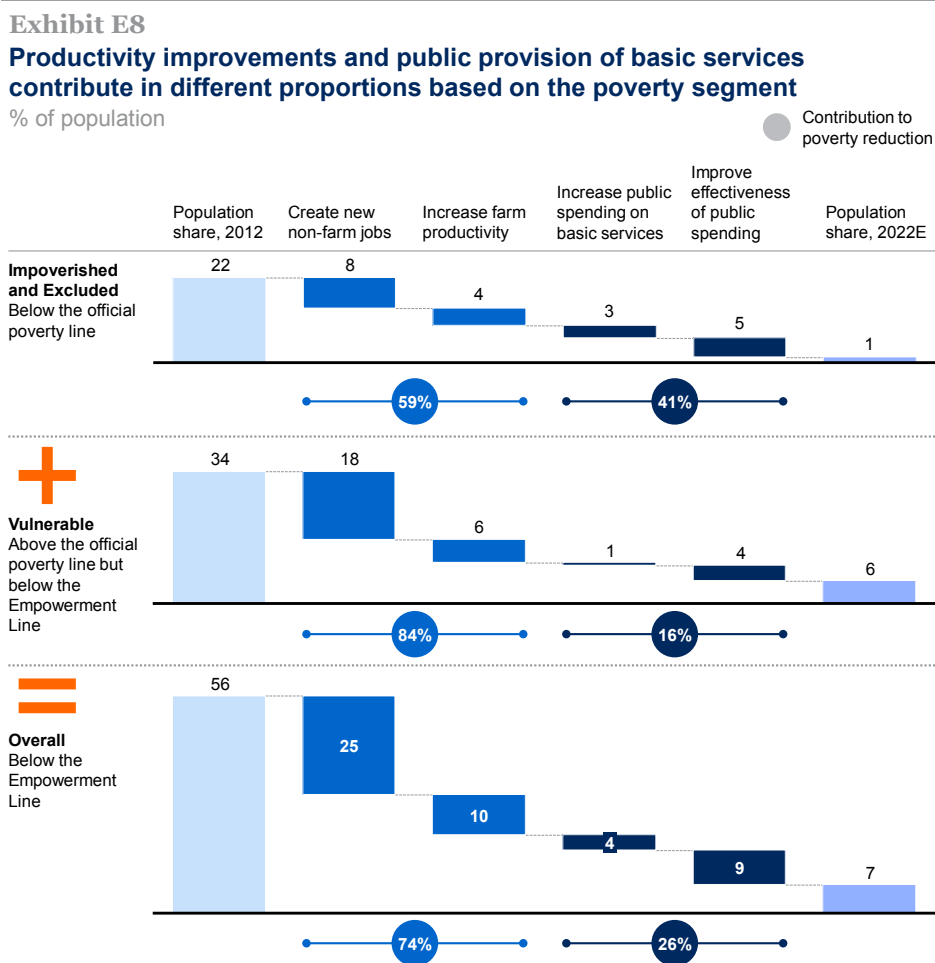 Exhibit E8
Productivity improvements and public provision of basic services
contribute in different proportions based on the poverty segment
% of population
Contribution to
poverty reduction
Population
share, 2012
Create new
non-farm jobs
Increase farm
productivity
Increase public
spending on
basic services
Improve
effectiveness
of public
spending
Population
share, 2022E
Impoverished
and Excluded
Below the official
poverty line
22
8
4
3
5
1
59%
41%
Vulnerable
Above the official
poverty line but
below the
Empowerment
Line
34
18
6
1
4
6
84%
16%
Overall
Below the
Empowerment
Line
56
25
10
4
9
7
74%
26%